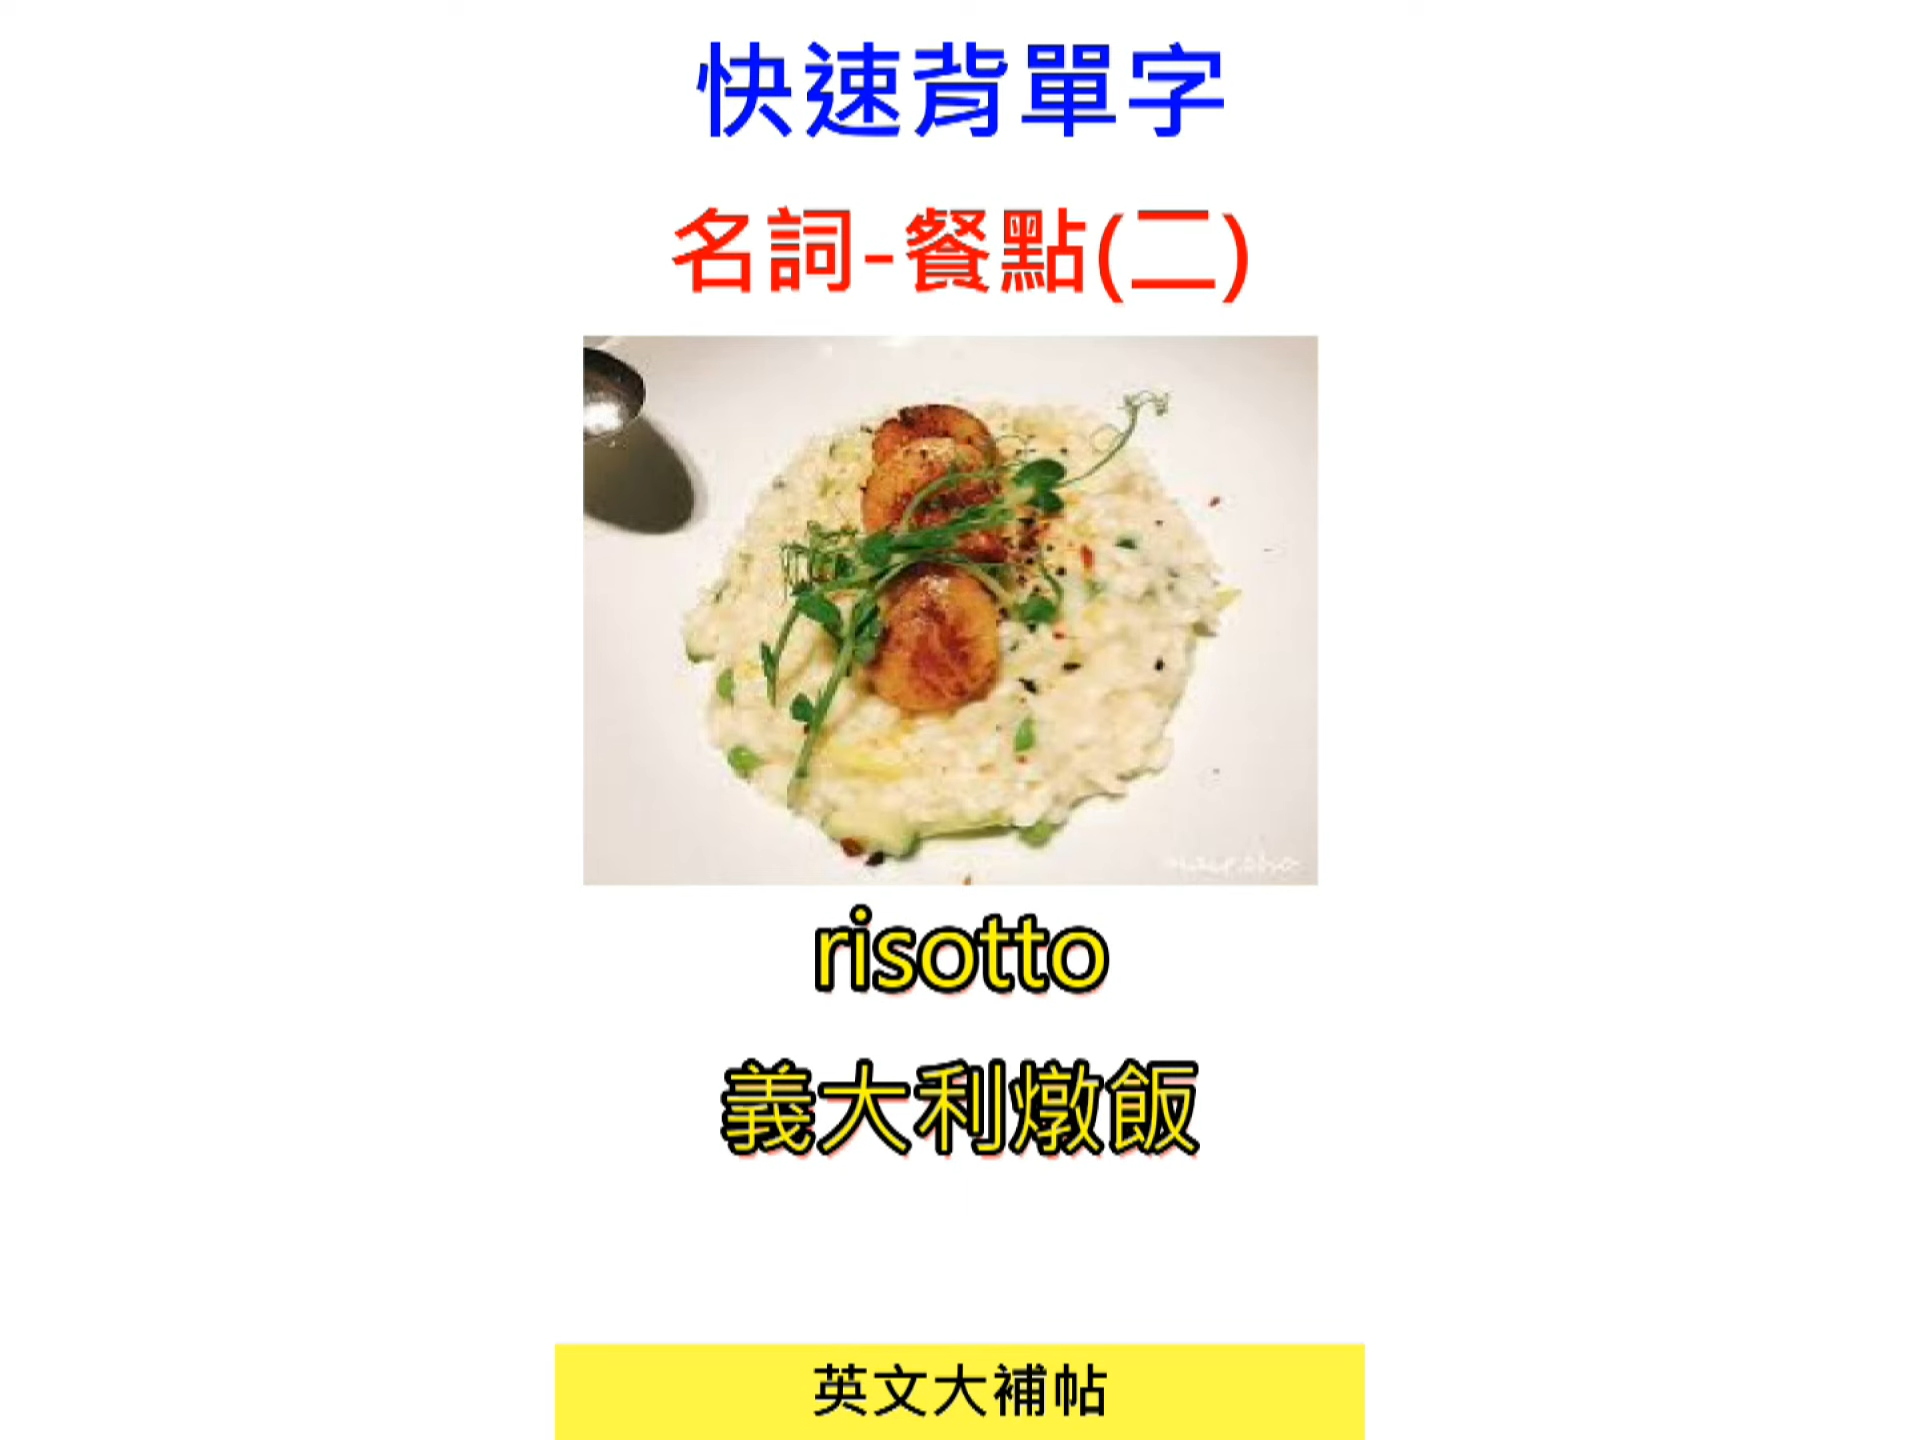 快速背單字
名詞-餐點(二)
risotto
義大利燉飯
英文大補帖